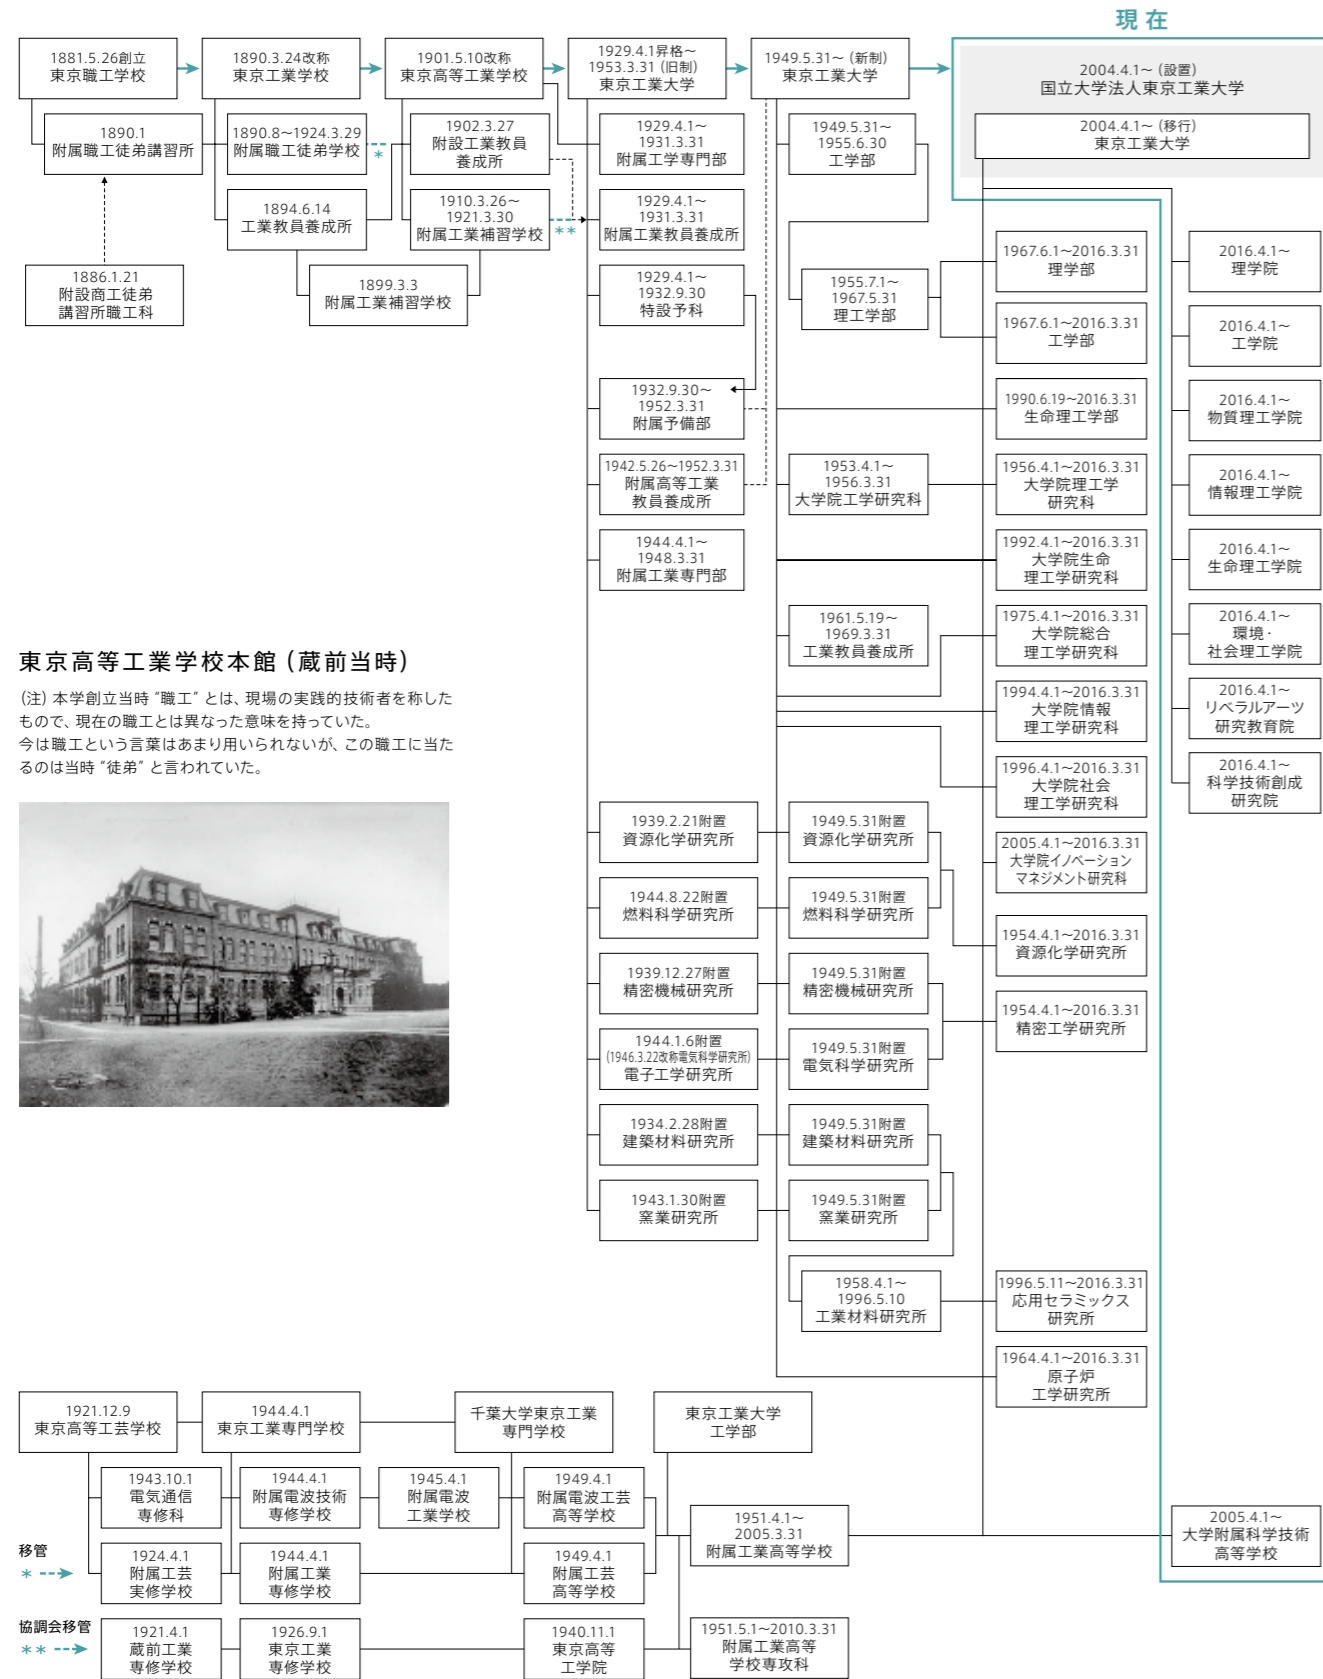 現在
1881.5.26創立
東京職工学校
1890.3.24改称
東京工業学校
1901.5.10改称
東京高等工業学校
1929.4.1昇格～
1953.3.31 (旧制)
東京工業大学
1949.5.31～ (新制)
東京工業大学
2004.4.1～ (設置)
国立大学法人東京工業大学
2004.4.1～ (移行)
東京工業大学
1890.1
附属職工徒弟講習所
1890.8～1924.3.29
附属職工徒弟学校
*
1902.3.27
附設工業教員
養成所
1929.4.1～
1931.3.31
附属工学専門部
1949.5.31～
1955.6.30
工学部
1894.6.14
工業教員養成所
1910.3.26～
1921.3.30
附属工業補習学校
**
1929.4.1～
1931.3.31
附属工業教員養成所
1886.1.21
附設商工徒弟
講習所職工科
1899.3.3
附属工業補習学校
1929.4.1～
1932.9.30
特設予科
1955.7.1～
1967.5.31
理工学部
1967.6.1～2016.3.31
理学部
2016.4.1～
理学院
1967.6.1～2016.3.31
工学部
2016.4.1～
工学院
1932.9.30～
1952.3.31
附属予備部
1990.6.19～2016.3.31
生命理工学部
2016.4.1～
物質理工学院
1942.5.26～1952.3.31
附属高等工業
教員養成所
1953.4.1～
1956.3.31
大学院工学研究科
1956.4.1～2016.3.31
大学院理工学
研究科
2016.4.1～
情報理工学院
1944.4.1～
1948.3.31
附属工業専門部
1992.4.1～2016.3.31
大学院生命
理工学研究科
2016.4.1～
生命理工学院
1961.5.19～
1969.3.31
工業教員養成所
1975.4.1～2016.3.31
大学院総合
理工学研究科
2016.4.1～
環境・
社会理工学院
東京高等工業学校本館 (蔵前当時)
(注) 本学創立当時 “職工” とは、現場の実践的技術者を称した
もので、現在の職工とは異なった意味を持っていた。
今は職工という言葉はあまり用いられないが、この職工に当た
るのは当時 “徒弟” と言われていた。
1994.4.1～2016.3.31
大学院情報
理工学研究科
2016.4.1～
リベラルアーツ
研究教育院
1996.4.1～2016.3.31
大学院社会
理工学研究科
2016.4.1～
科学技術創成
研究院
1939.2.21附置
資源化学研究所
1949.5.31附置
資源化学研究所
2005.4.1～2016.3.31
大学院イノベーション
マネジメント研究科
1944.8.22附置
燃料科学研究所
1949.5.31附置
燃料科学研究所
1954.4.1～2016.3.31
資源化学研究所
1939.12.27附置
精密機械研究所
1949.5.31附置
精密機械研究所
1954.4.1～2016.3.31
精密工学研究所
1944.1.6附置
(1946.3.22改称電気科学研究所)
電子工学研究所
1949.5.31附置
電気科学研究所
1934.2.28附置
建築材料研究所
1949.5.31附置
建築材料研究所
1943.1.30附置
窯業研究所
1949.5.31附置
窯業研究所
1958.4.1～
1996.5.10
工業材料研究所
1996.5.11～2016.3.31
応用セラミックス
研究所
1964.4.1～2016.3.31
原子炉
工学研究所
1921.12.9
東京高等工芸学校
1944.4.1
東京工業専門学校
千葉大学東京工業
専門学校
東京工業大学
工学部
1943.10.1
電気通信
専修科
1944.4.1
附属電波技術
専修学校
1945.4.1
附属電波
工業学校
1949.4.1
附属電波工芸
高等学校
1951.4.1～
2005.3.31
附属工業高等学校
2005.4.1～
大学附属科学技術
高等学校
移管
*
1924.4.1
附属工芸
実修学校
1944.4.1
附属工業
専修学校
1949.4.1
附属工芸
高等学校
協調会移管
**
1921.4.1
蔵前工業
専修学校
1926.9.1
東京工業
専修学校
1940.11.1
東京高等
工学院
1951.5.1～2010.3.31
附属工業高等
学校専攻科